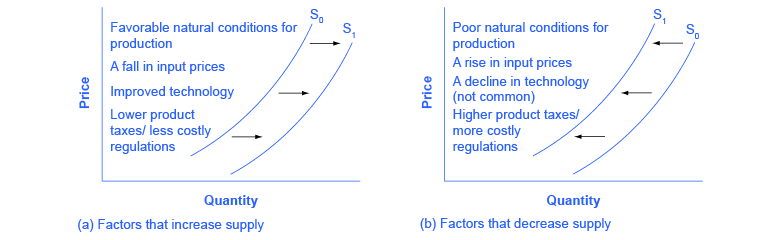 Favorable natural conditions for
production
A fall in input prices
Improved technology
Lower product
taxes/ less costly
regulations
S0
S1
Price
Quantity
(a) Factors that increase supply
Poor natural conditions for
production
A rise in input prices
A decline in technology
(not common)
Higher product taxes/
more costly
regulations
S1
S0
Price
Quantity
(b) Factors that decrease supply